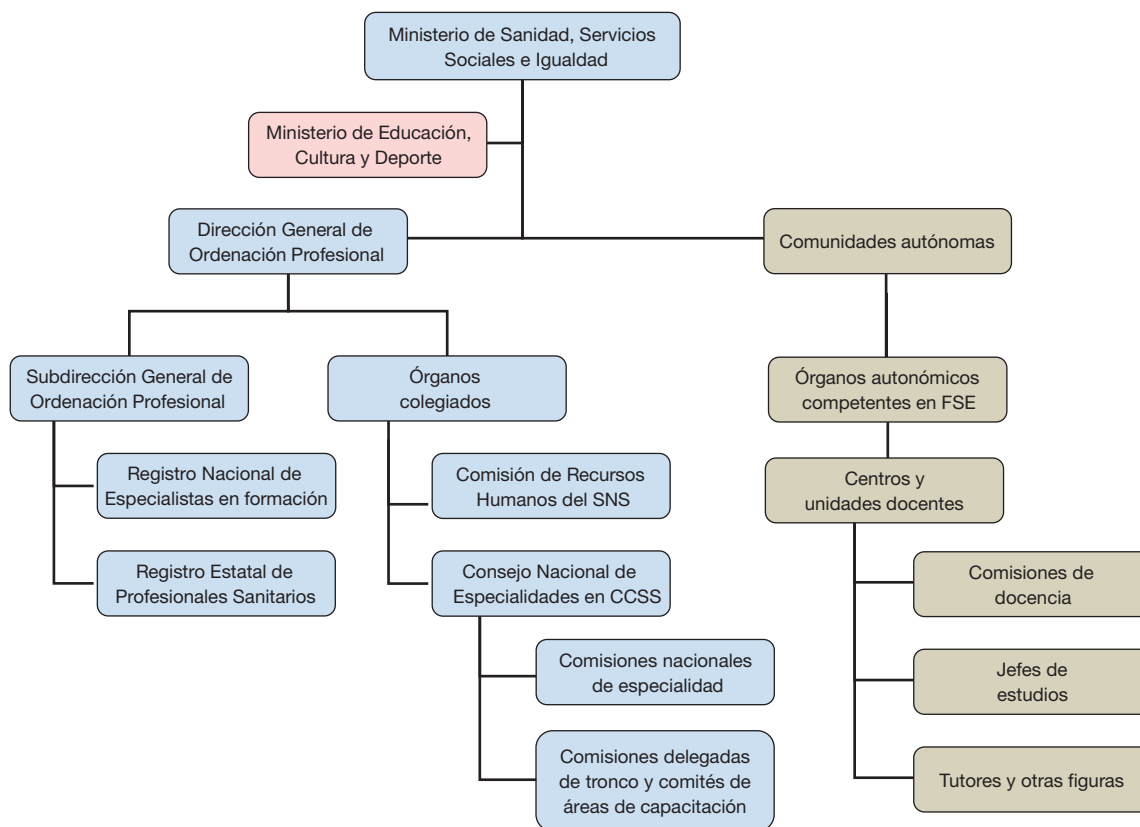 Ministerio de Sanidad, Servicios
Sociales e Igualdad
Ministerio de Educación,
Cultura y Deporte
Dirección General de
Ordenación Profesional
Comunidades autónomas
Subdirección General de
Ordenación Profesional
Órganos
colegiados
Órganos autonómicos
competentes en FSE
Registro Nacional de
Especialistas en formación
Comisión de Recursos
Humanos del SNS
Centros y
unidades docentes
Registro Estatal de
Profesionales Sanitarios
Consejo Nacional de
Especialidades en CCSS
Comisiones de
docencia
Comisiones nacionales
de especialidad
Jefes de
estudios
Comisiones delegadas
de tronco y comités de
áreas de capacitación
Tutores y otras figuras